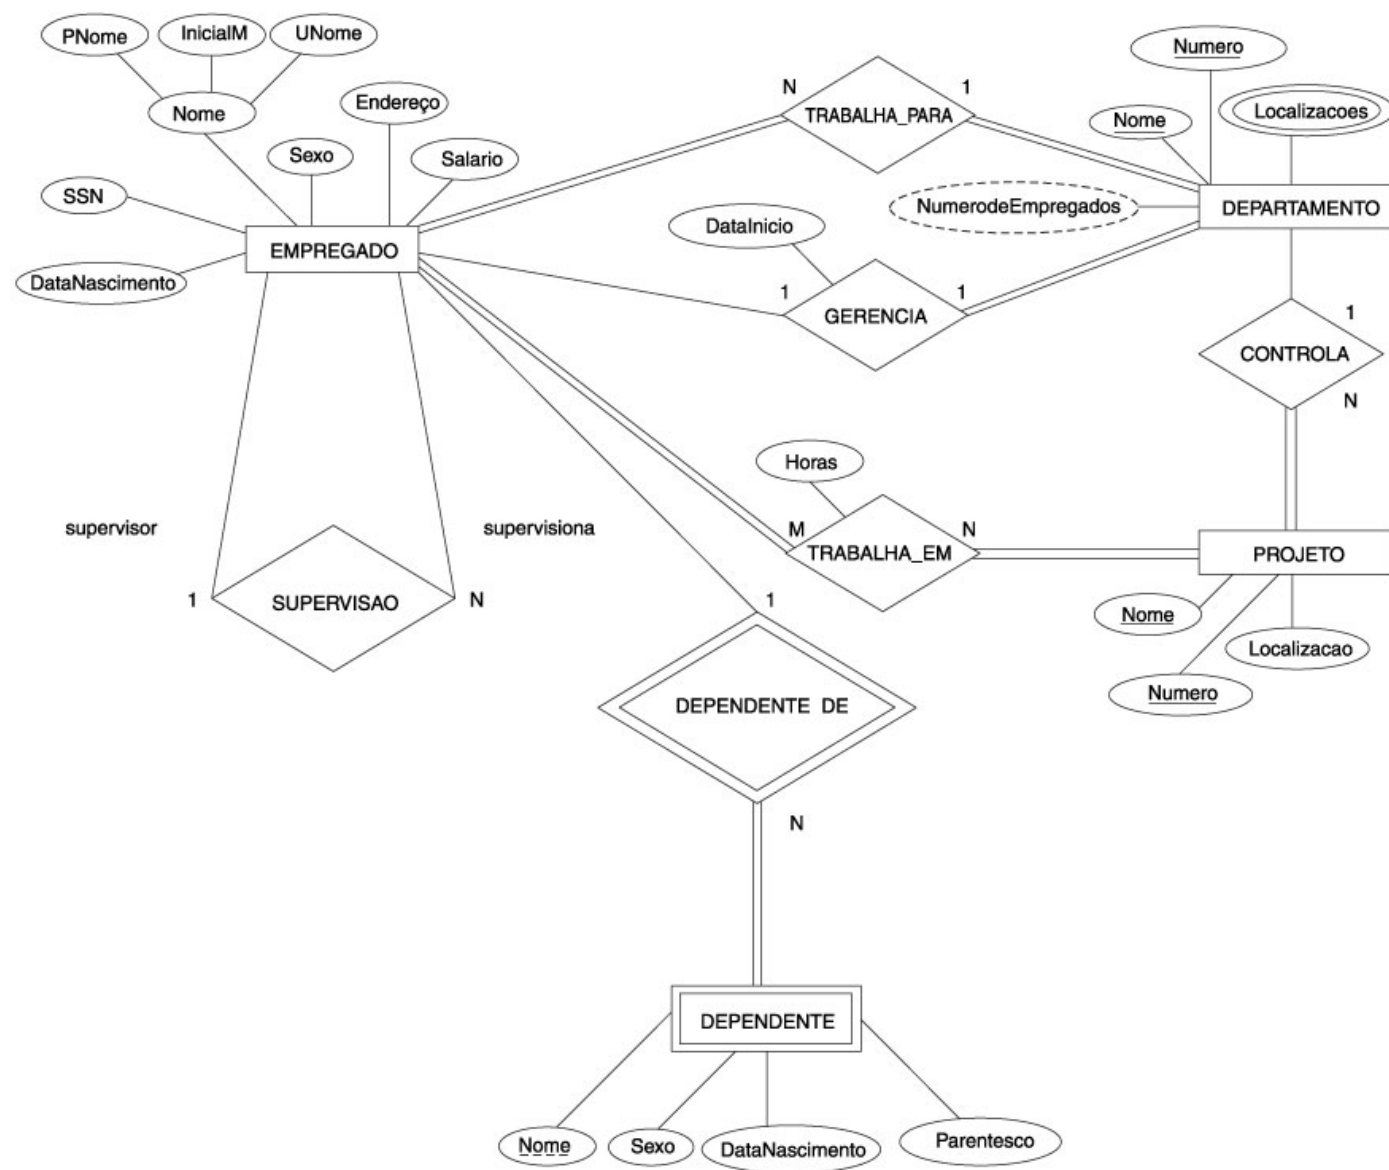 PNome
InicialM
UNome
Nome
Endereço
Sexo
Salario
SSN
EMPREGADO
DataNascimento
N
TRABALHA_PARA
1
Numero
Nome
Localizacoes
NumerodeEmpregados
DEPARTAMENTO
DataInicio
1
GERENCIA
1
1
CONTROLA
N
Horas
M
TRABALHA_EM
N
PROJETO
Nome
Localizacao
Numero
supervisor
supervisiona
1
SUPERVISAO
N
1
DEPENDENTE DE
N
DEPENDENTE
Nome
Sexo
DataNascimento
Parentesco